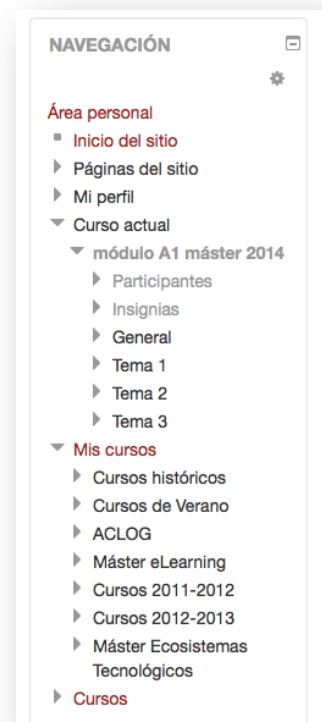 NAVEGACIÓN
Área personal
Inicio del sitio
Páginas del sitio
Mi perfil
Curso actual
módulo A1 máster 2014
Participantes
Insignias
General
Tema 1
Tema 2
Tema 3
Mis cursos
Cursos históricos
Cursos de Verano
ACLOG
Máster eLearning
Cursos 2011-2012
Cursos 2012-2013
Máster Ecosistemas
Tecnológicos
Cursos